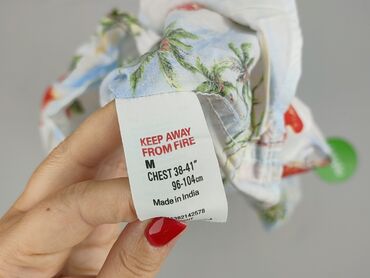 KEEP AWAY
FROM FIRE
M
CHEST 38-41"
96-104cm
Made in India